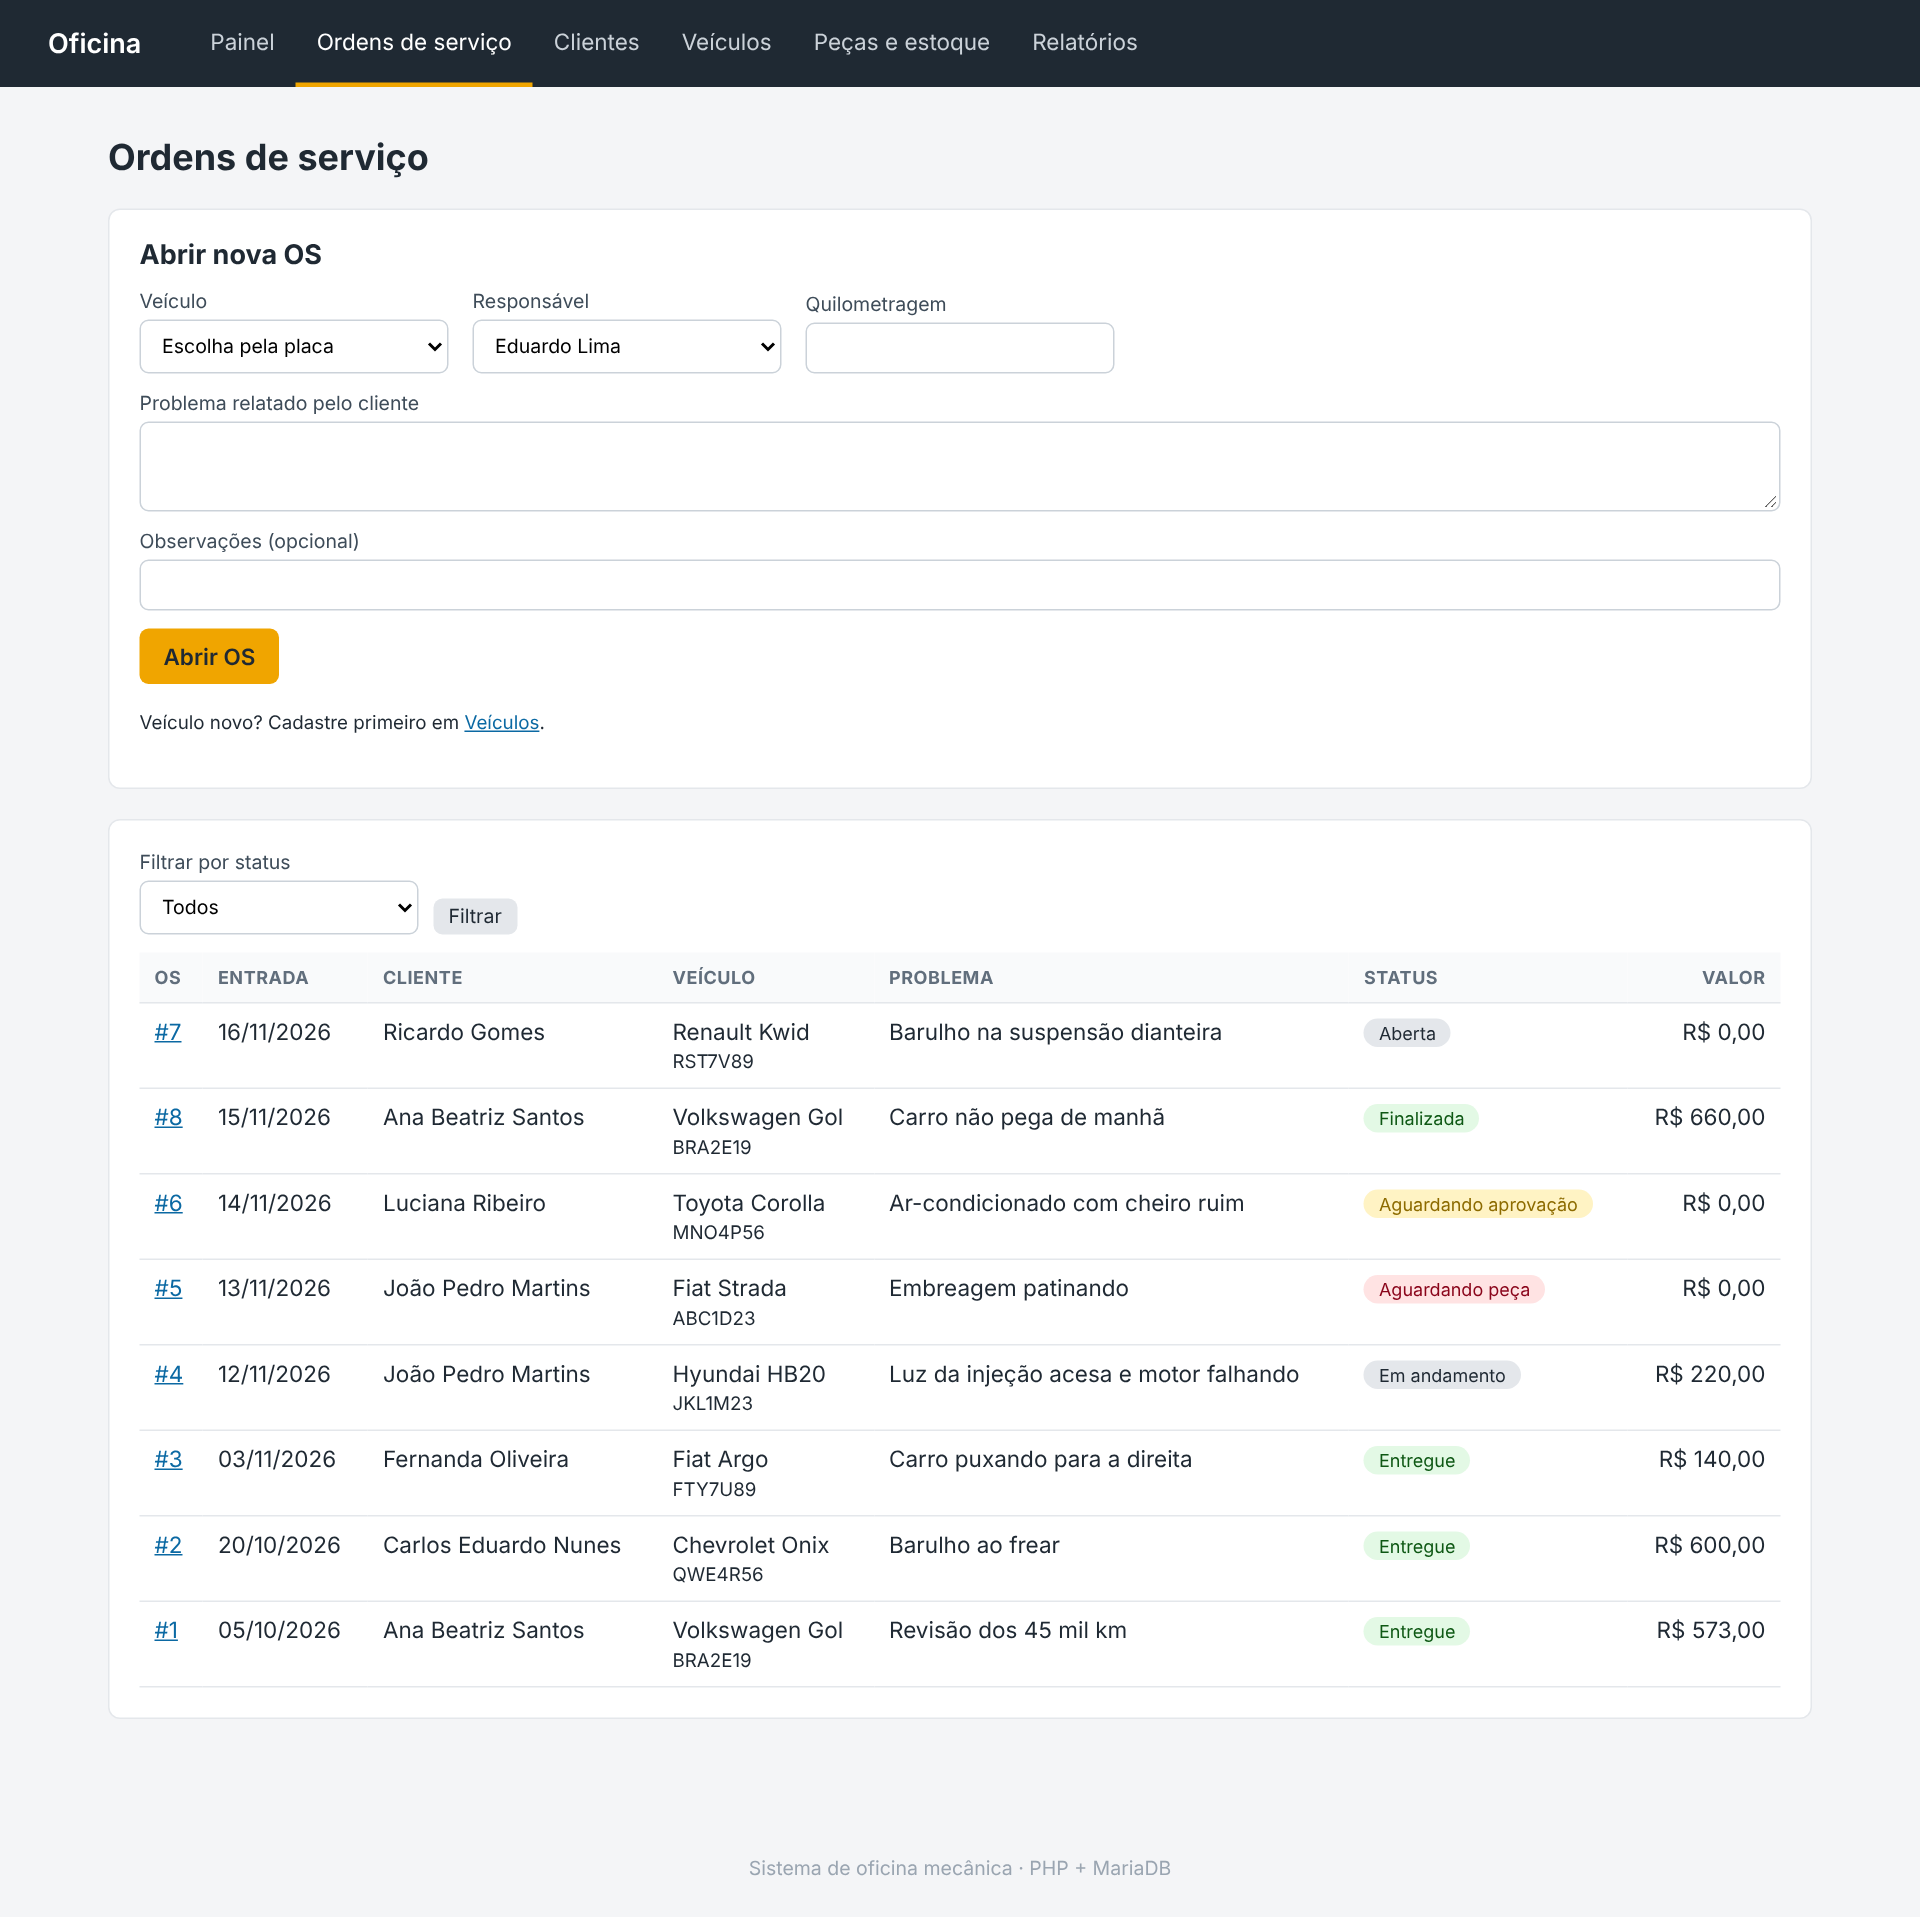 Oficina Painel Ordens de serviço Clientes Veículos Peças e estoque Relatórios
Ordens de serviço
Abrir nova OS
Veículo Responsável Quilometragem
Escolha pela placa Eduardo Lima
Problema relatado pelo cliente
Observações (opcional)
Abrir OS
Veículo novo? Cadastre primeiro em Veículos.
Filtrar por status
Todos Filtrar
OS ENTRADA CLIENTE VEÍCULO PROBLEMA STATUS VALOR
#7 16/11/2026 Ricardo Gomes Renault Kwid Barulho na suspensão dianteira Aberta R$ 0,00
RST7V89
#8 15/11/2026 Ana Beatriz Santos Volkswagen Gol Carro não pega de manhã Finalizada R$ 660,00
BRA2E19
#6 14/11/2026 Luciana Ribeiro Toyota Corolla Ar-condicionado com cheiro ruim Aguardando aprovação R$ 0,00
MNO4P56
#5 13/11/2026 João Pedro Martins Fiat Strada Embreagem patinando Aguardando peça R$ 0,00
ABC1D23
#4 12/11/2026 João Pedro Martins Hyundai HB20 Luz da injeção acesa e motor falhando Em andamento R$ 220,00
JKL1M23
#3 03/11/2026 Fernanda Oliveira Fiat Argo Carro puxando para a direita Entregue R$ 140,00
FTY7U89
#2 20/10/2026 Carlos Eduardo Nunes Chevrolet Onix Barulho ao frear Entregue R$ 600,00
QWE4R56
#1 05/10/2026 Ana Beatriz Santos Volkswagen Gol Revisão dos 45 mil km Entregue R$ 573,00
BRA2E19
Sistema de oficina mecânica · PHP + MariaDB